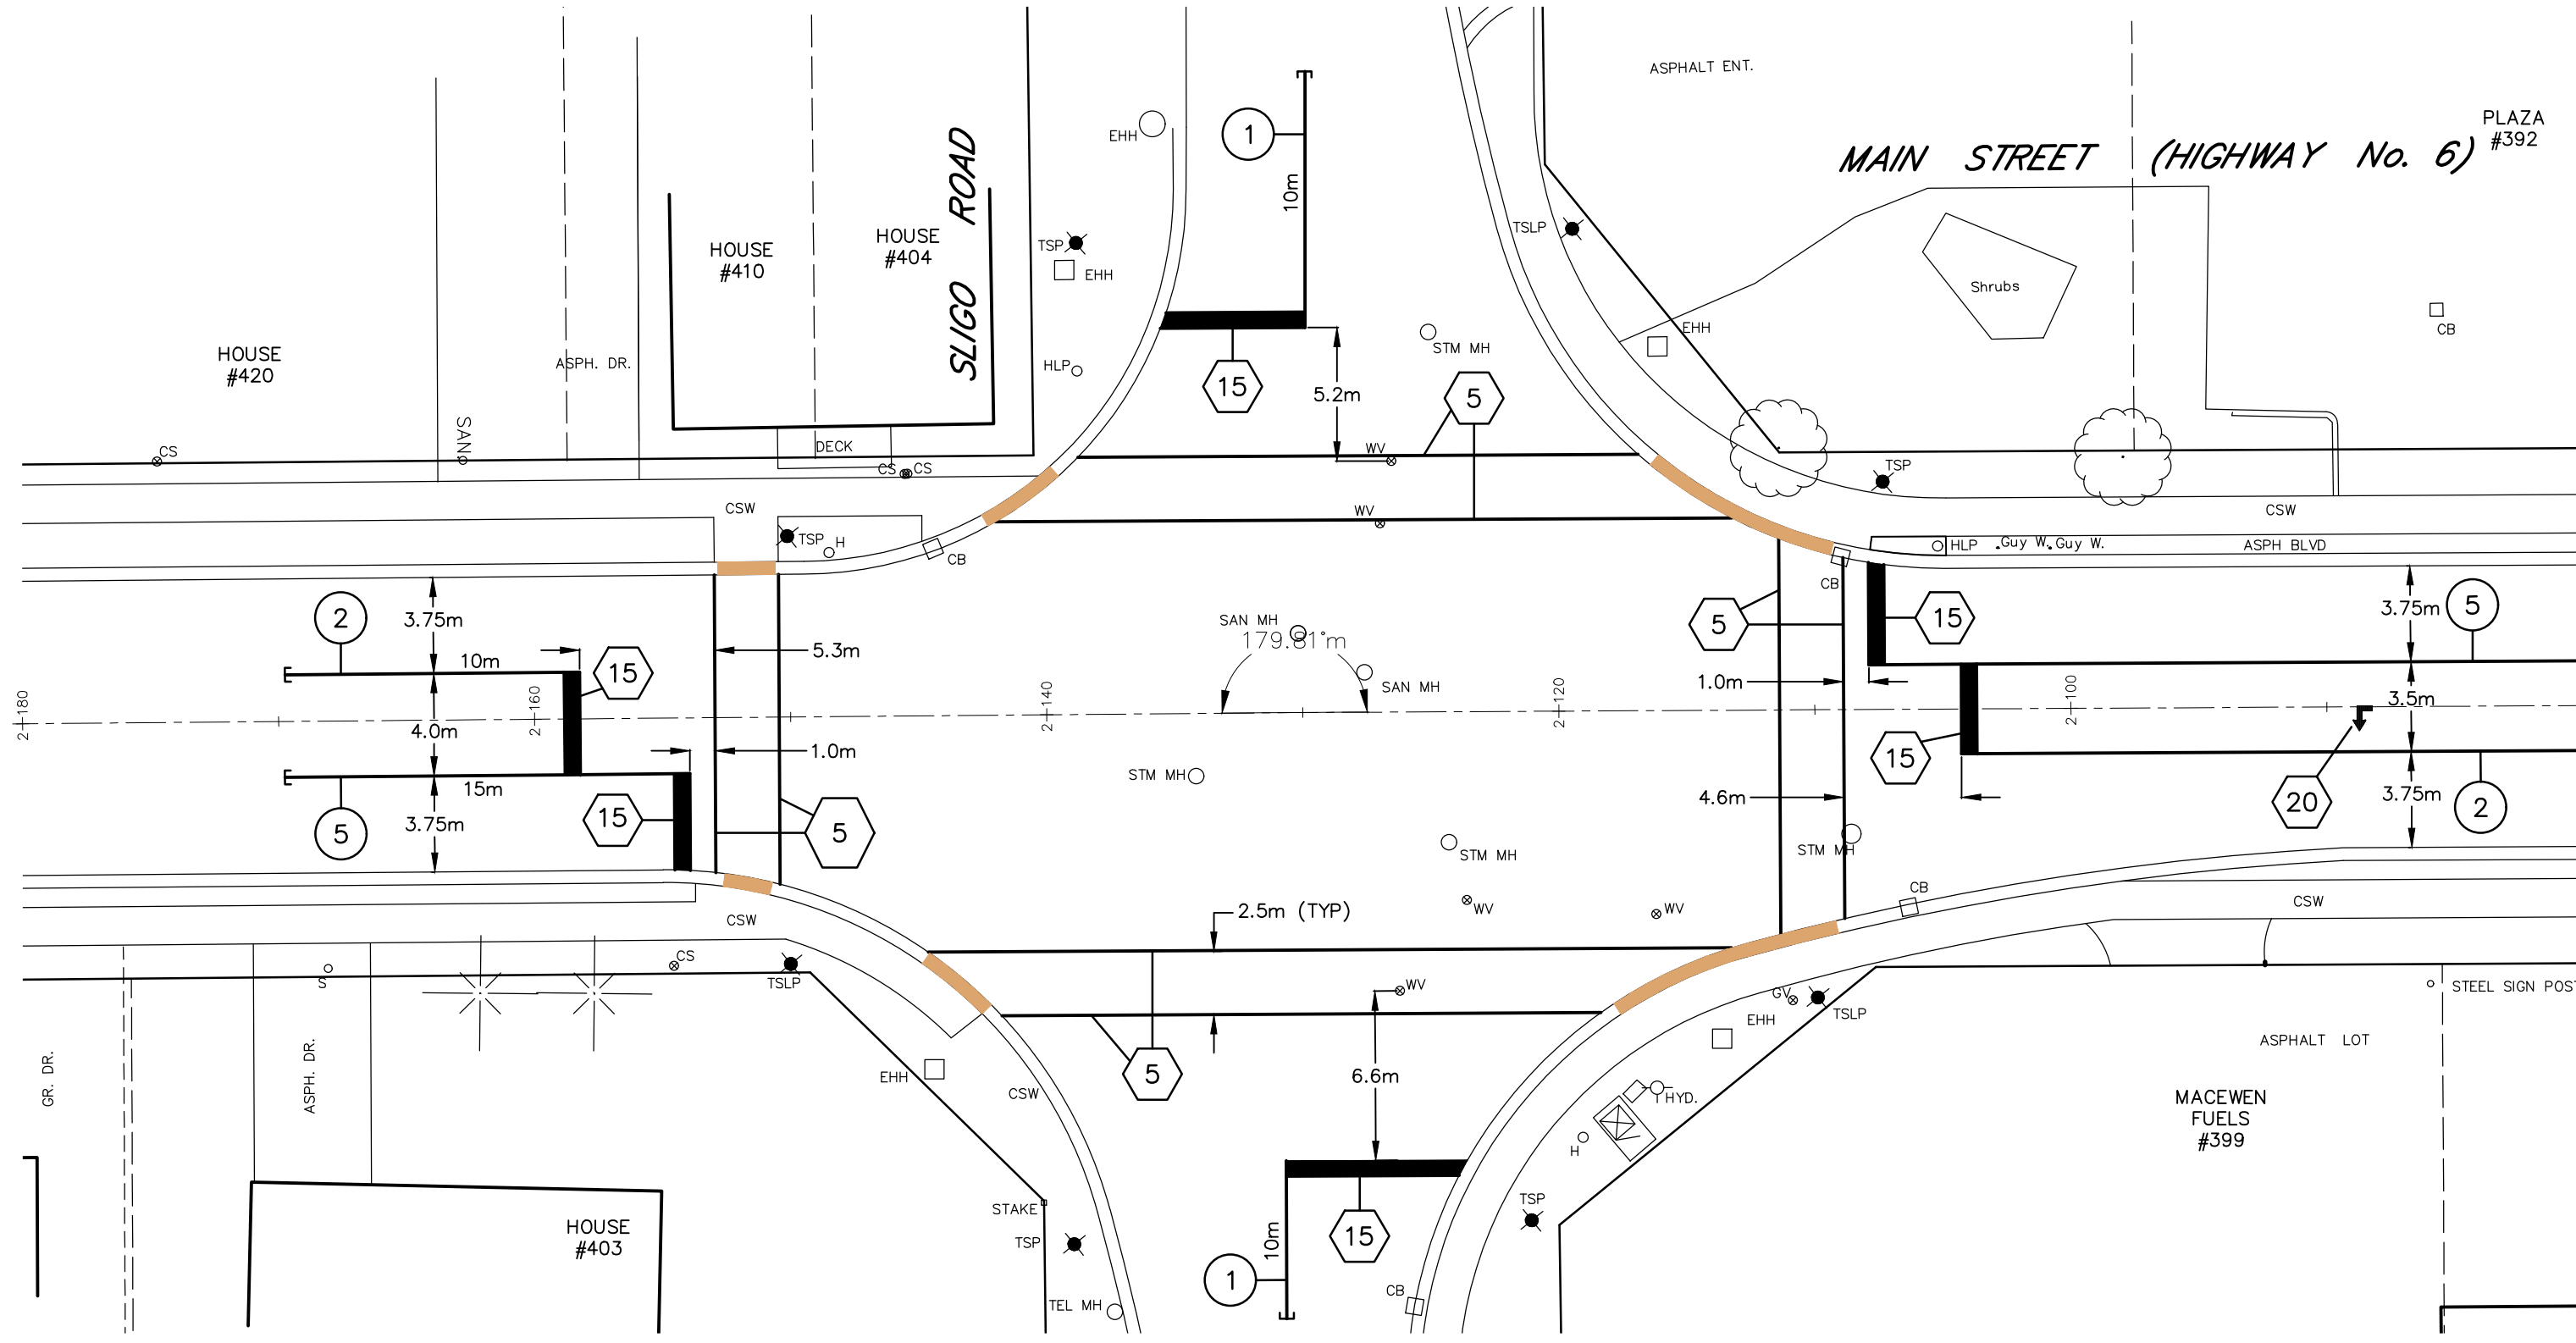 ASPHALT ENT.
PLAZA
#392
MAIN STREET (HIGHWAY No. 6)
EHH
1
10m
SLIGO ROAD
TSP
EHH
TSLP
HOUSE
#410
HOUSE
#404
Shrubs
EHH
CB
HOUSE
#420
ASPH. DR.
HLP
15
STM MH
5.2m
5
SAN
DECK
CS
CS
CS
WV
WV
TSP
CSW
TSP
H
CB
CSW
HLP
Guy W.
Guy W.
ASPH BLVD
CB
2
3.75m
10m
15
5.3m
SAN MH
179.81°m
SAN MH
5
15
3.75m
5
1.0m
3.5m
2-180
2-160
2-140
2-120
2-100
4.0m
1.0m
15m
STM MH
4.6m
15
20
3.75m
2
5
3.75m
15
5
STM MH
STM MH
CB
CSW
CSW
2.5m (TYP)
WV
WV
CS
S
TSLP
WV
GV
TSLP
EHH
STEEL SIGN POST
GR. DR.
ASPH. DR.
EHH
CSW
5
6.6m
ASPHALT LOT
HYD.
H
MACEWEN
FUELS
#399
STAKE
TSP
HOUSE
#403
TSP
10m
15
1
TEL MH
CB